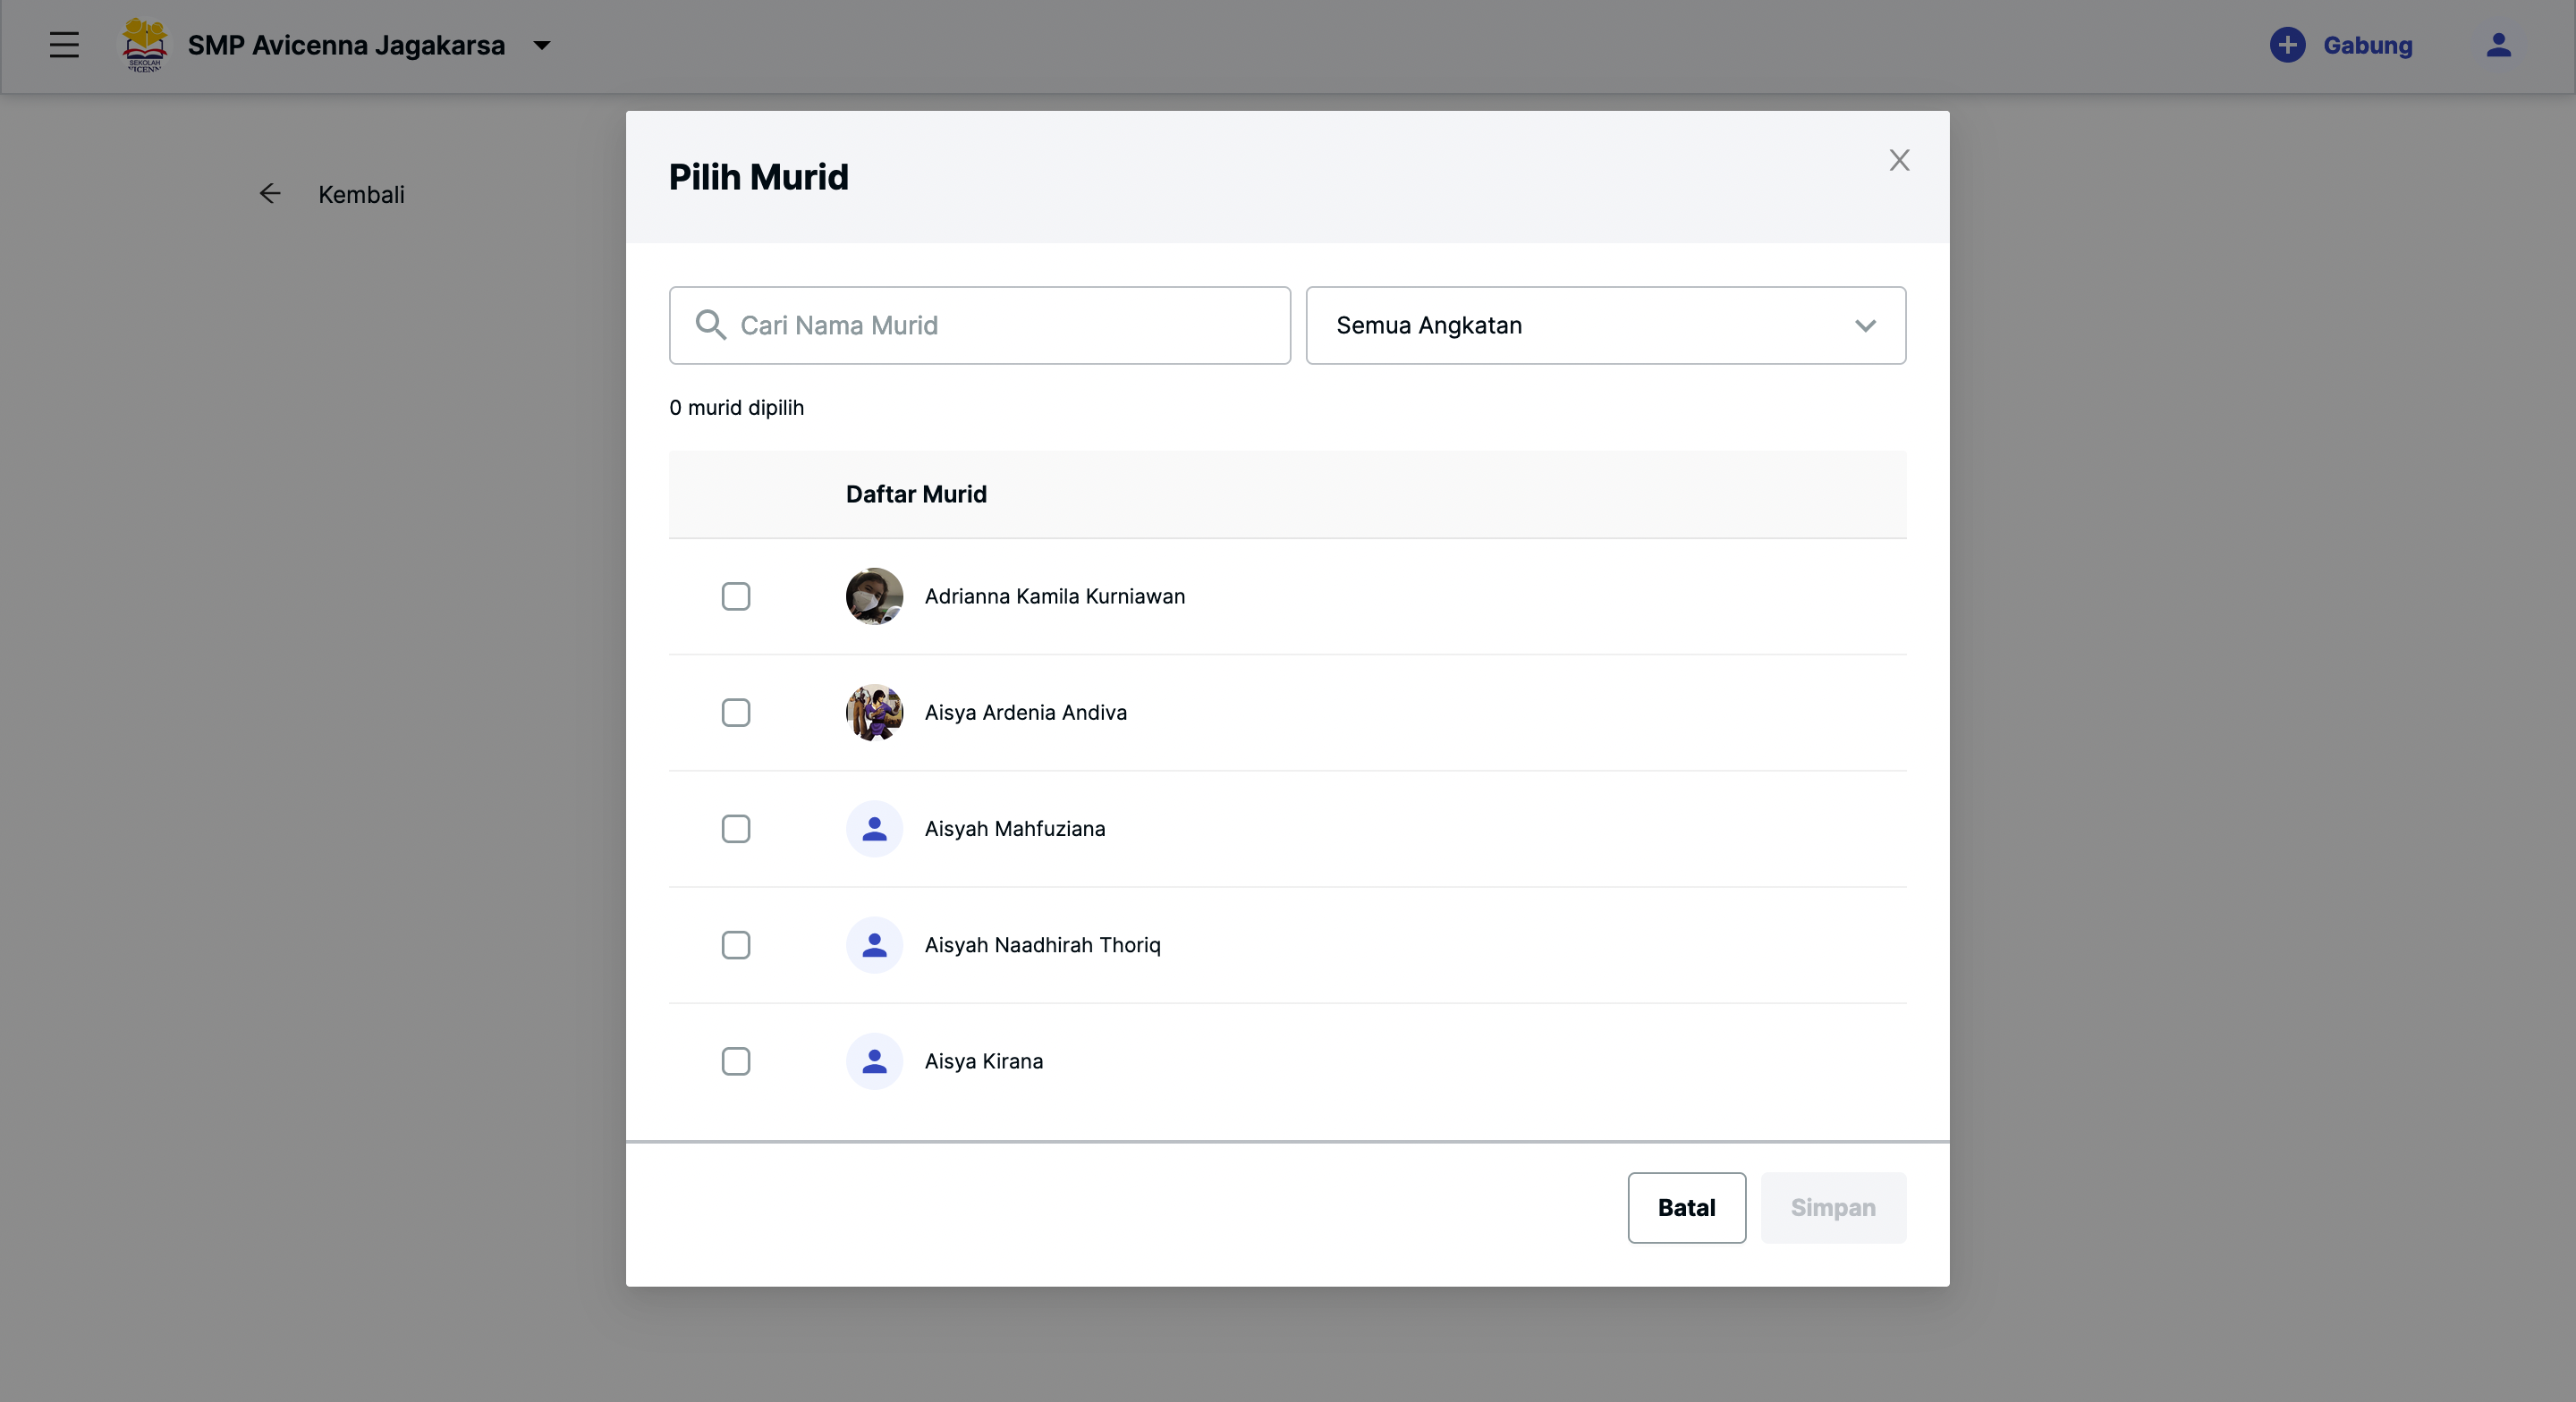 SMP Avicenna Jagakarsa
Gabung
Kembali
Pilih Murid
Cari Nama Murid
Semua Angkatan
0 murid dipilih
Daftar Murid
Adrianna Kamila Kurniawan
Aisya Ardenia Andiva
Aisyah Mahfuziana
Aisyah Naadhirah Thoriq
Aisya Kirana
Batal
Simpan